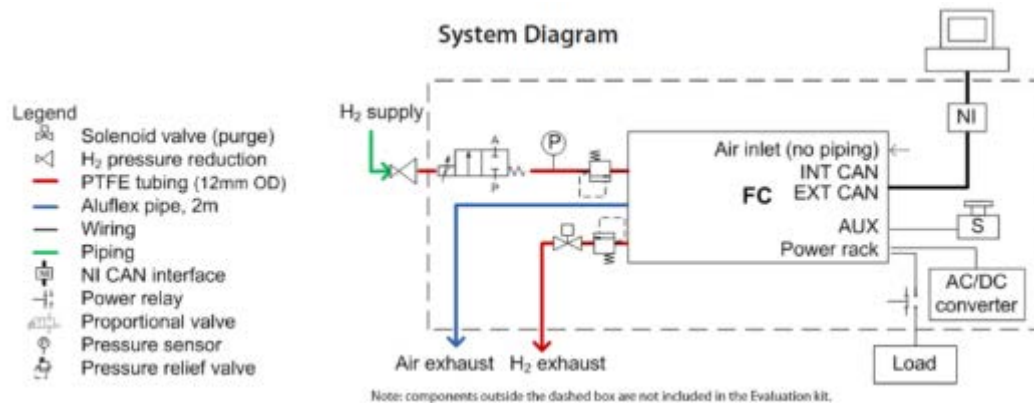 System Diagram
Legend
Solenoid valve (purge)
H₂ pressure reduction
PTFE tubing (12mm OD)
Aluflex pipe, 2m
Wiring
Piping
NI NI CAN interface
Power relay
Proportional valve
P Pressure sensor
Pressure relief valve
H₂ supply
A
P
P
Air inlet (no piping)
INT CAN
FC EXT CAN
AUX
Power rack
NI
S
AC/DC
converter
Load
Air exhaust H₂ exhaust
Note: components outside the dashed box are not included in the Evaluation kit.